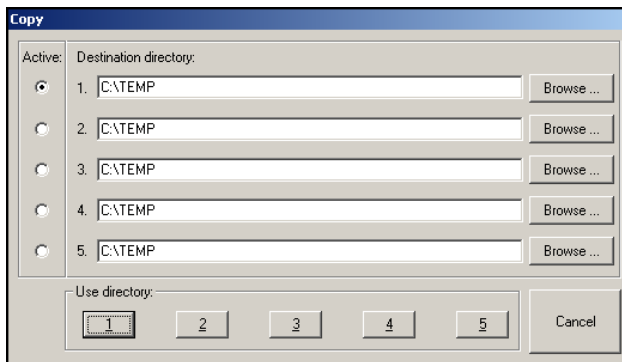 Copy
Active: Destination directory:
1. C:\TEMP Browse ...
2. C:\TEMP Browse ...
3. C:\TEMP Browse ...
4. C:\TEMP Browse ...
5. C:\TEMP Browse ...
Use directory:
1 2 3 4 5 Cancel